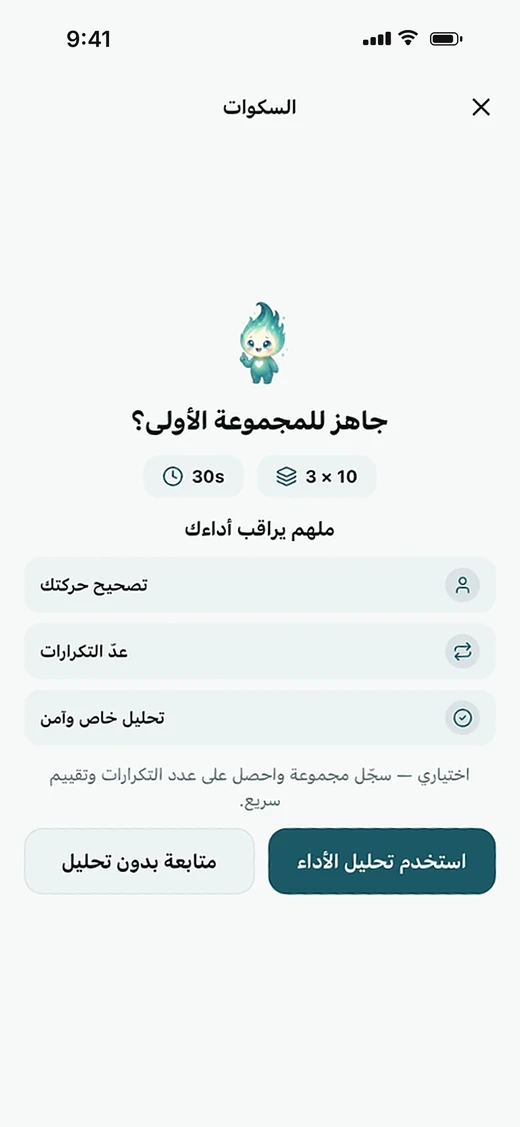 9:41
السكوات
جاهز للمجموعة الأولى؟
3 × 10
30s
ملهم يراقب أداءك
تصحيح حركتك
عدّ التكرارات
تحليل خاص وآمن
اختياري — سجّل مجموعة واحصل على عدد التكرارات وتقييم
سريع.
استخدم تحليل الأداء
متابعة بدون تحليل